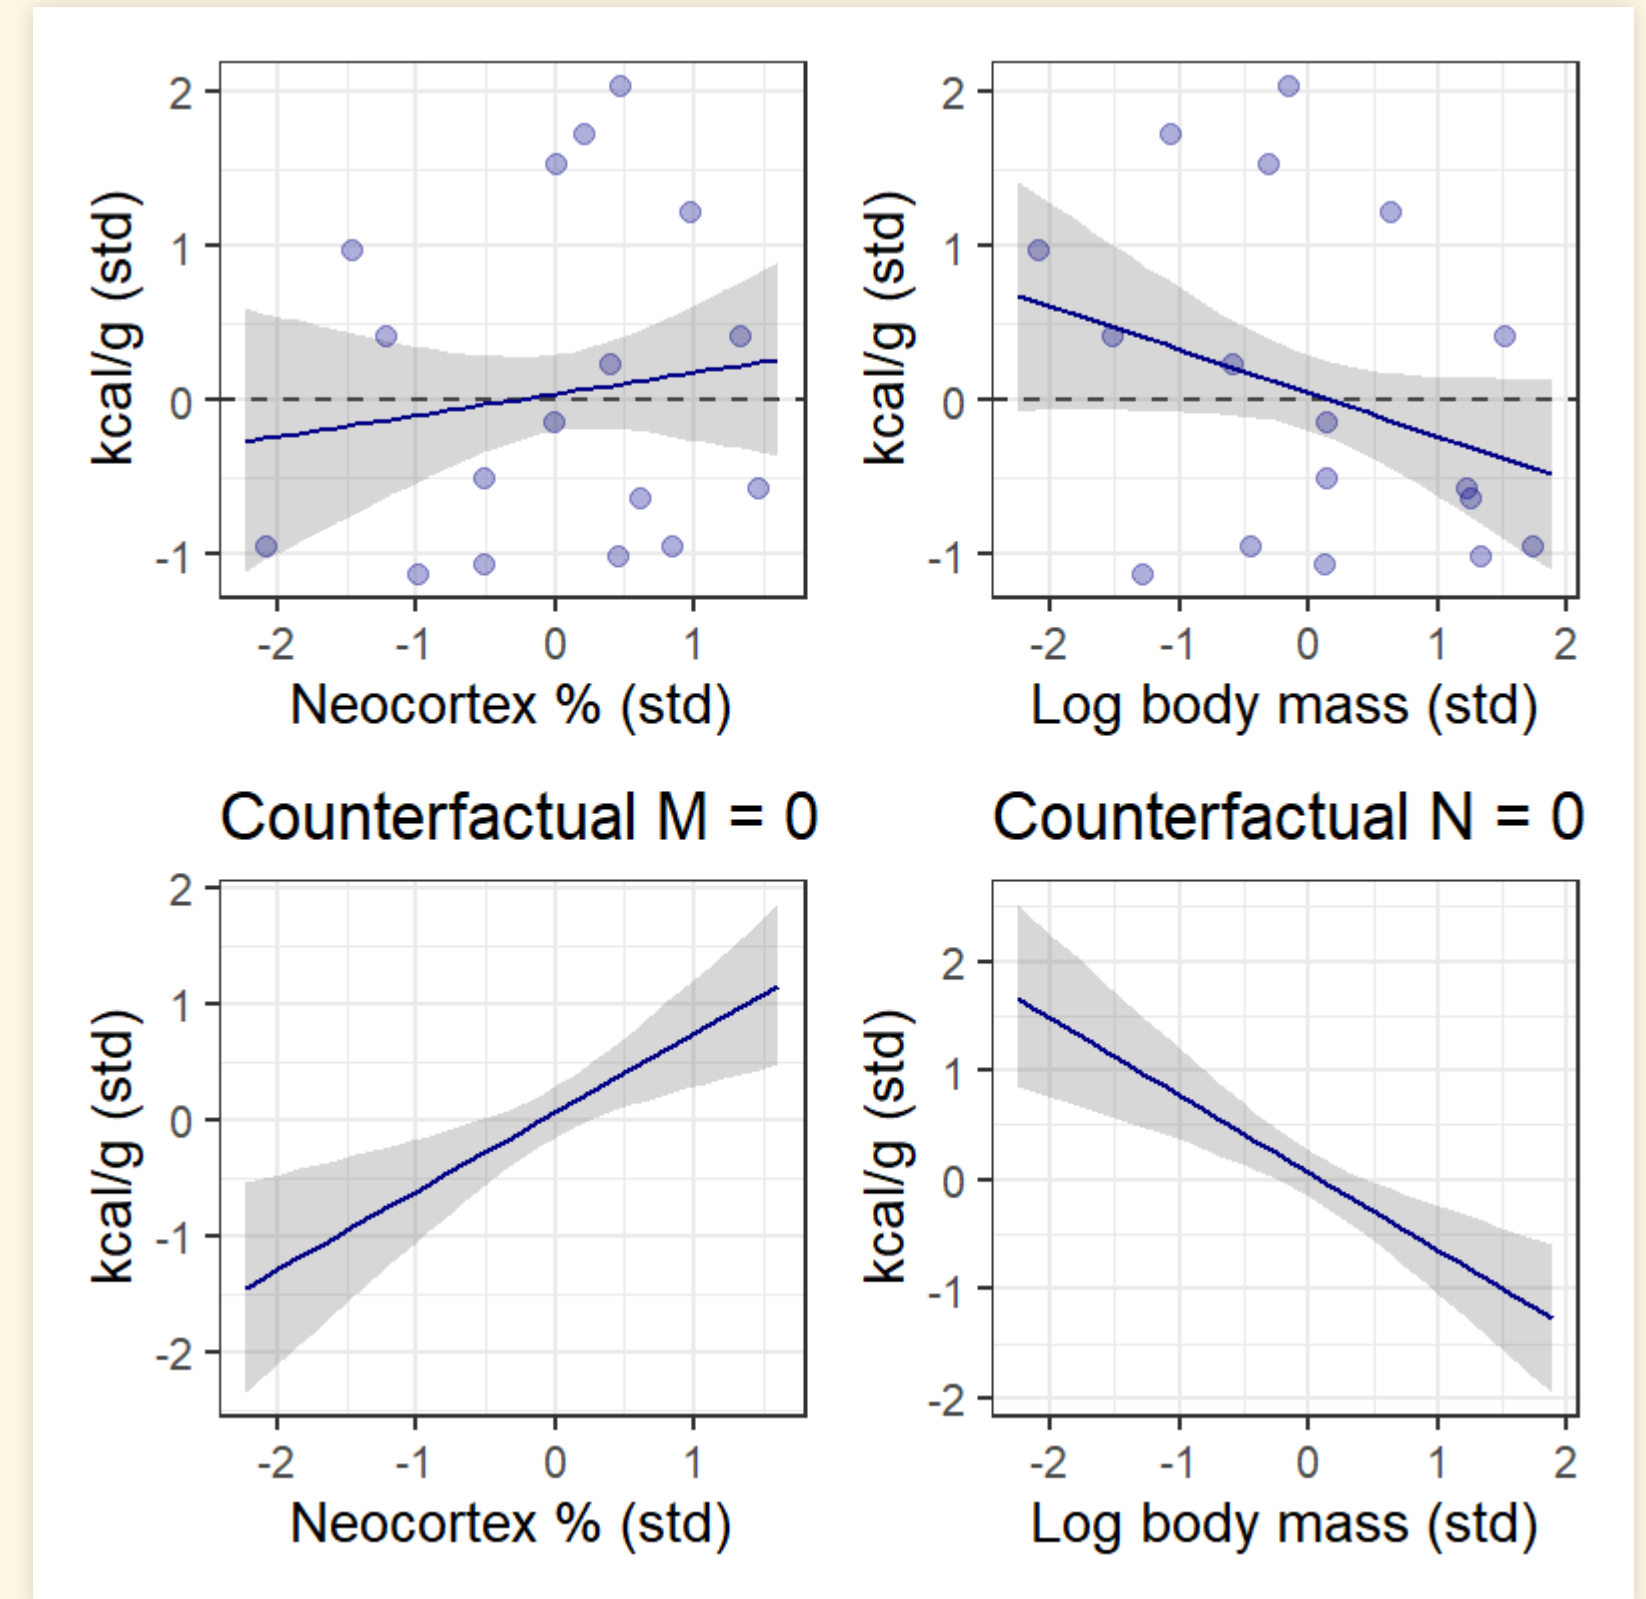 kcal/g (std)
2
1
0
-1
-2 -1 0 1
Neocortex % (std)
kcal/g (std)
2
1
0
-1
-2 -1 0 1 2
Log body mass (std)
Counterfactual M = 0
kcal/g (std)
2
1
0
-1
-2
-2 -1 0 1
Neocortex % (std)
Counterfactual N = 0
kcal/g (std)
2
1
0
-1
-2
-2 -1 0 1 2
Log body mass (std)